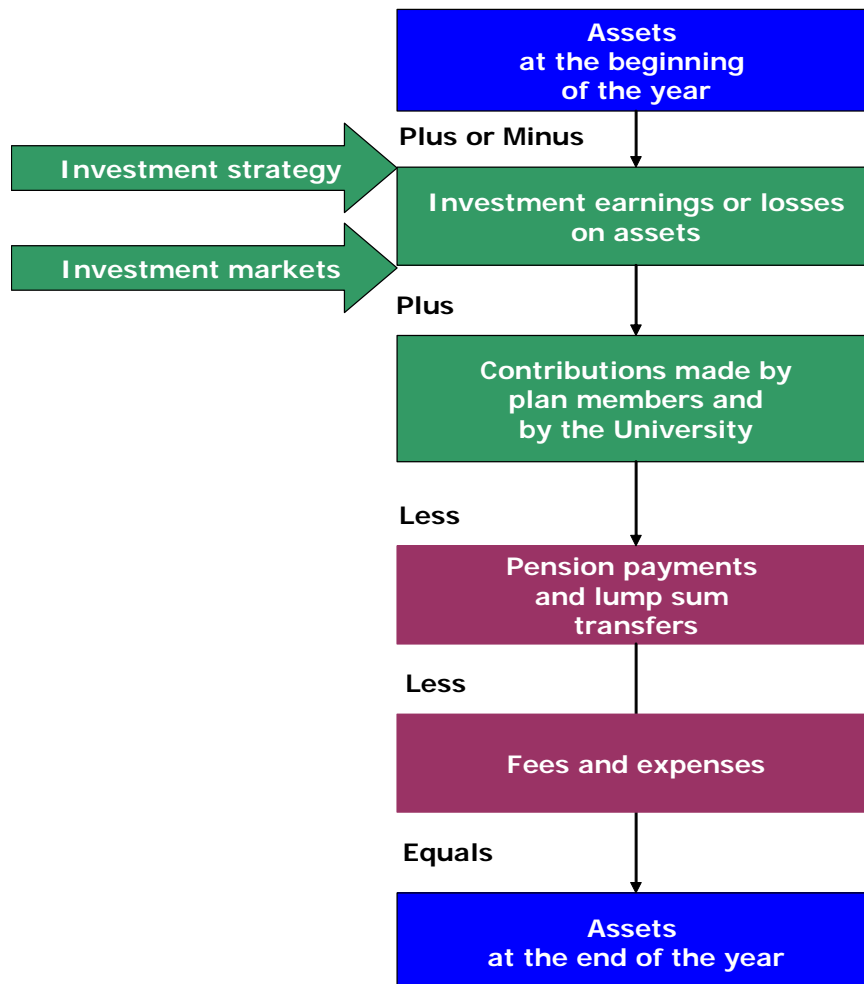 Assets
at the beginning
of the year
Plus or Minus
Investment strategy
Investment earnings or losses
on assets
Investment markets
Plus
Contributions made by
plan members and
by the University
Less
Pension payments
and lump sum
transfers
Less
Fees and expenses
Equals
Assets
at the end of the year